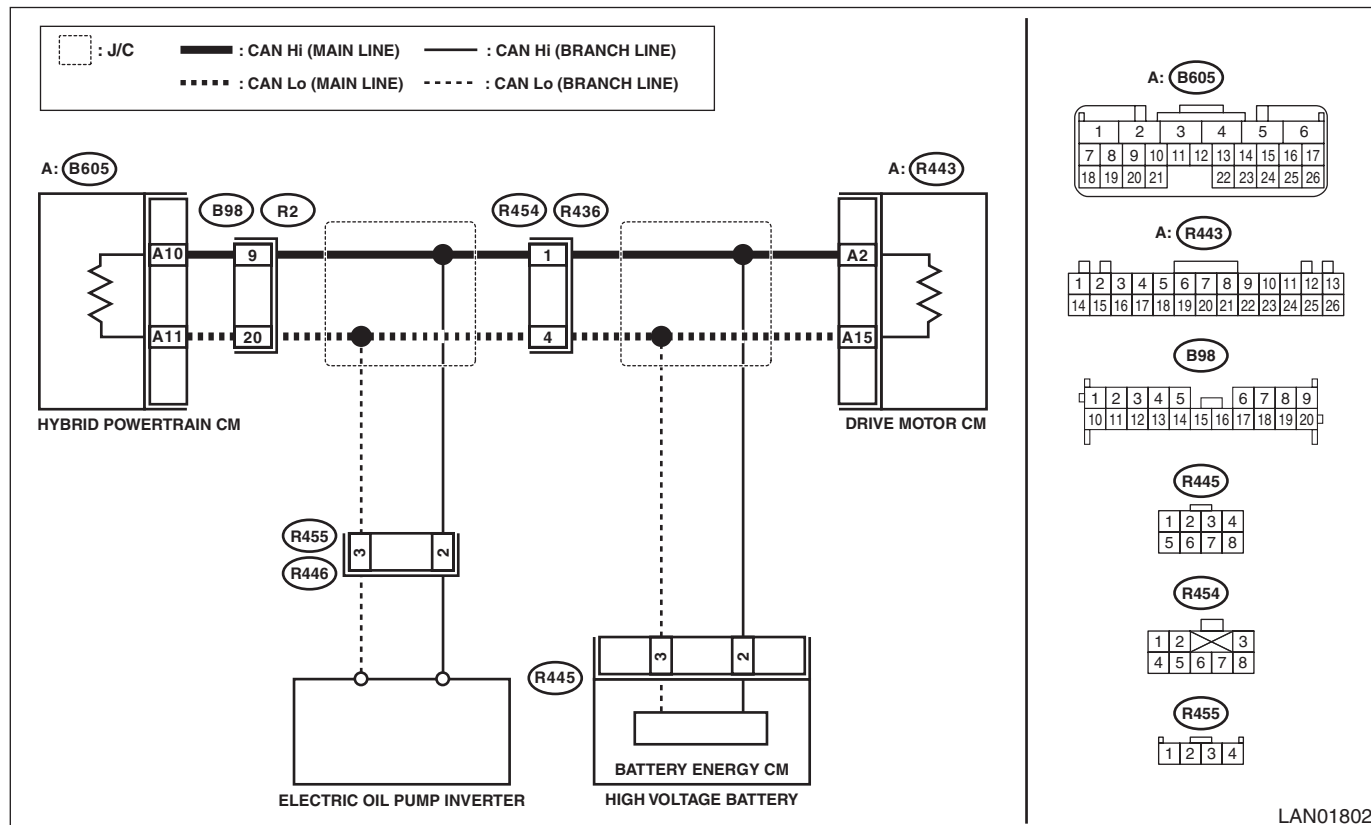 : J/C : CAN Hi (MAIN LINE) : CAN Hi (BRANCH LINE)
: CAN Lo (MAIN LINE) : CAN Lo (BRANCH LINE)
A: B605
B98 R2 R454 R436
A: R443
A10 9 1 A2
A11 20 4 A15
HYBRID POWERTRAIN CM
DRIVE MOTOR CM
R455
R446
3 2
R445
3 2
BATTERY ENERGY CM
ELECTRIC OIL PUMP INVERTER
HIGH VOLTAGE BATTERY
A: B605
1 2 3 4 5 6
7 8 9 10 11 12 13 14 15 16 17
18 19 20 21 22 23 24 25 26
A: R443
1 2 3 4 5 6 7 8 9 10 11 12 13
14 15 16 17 18 19 20 21 22 23 24 25 26
B98
1 2 3 4 5 6 7 8 9
10 11 12 13 14 15 16 17 18 19 20
R445
1 2 3 4
5 6 7 8
R454
1 2 3
4 5 6 7 8
R455
1 2 3 4
LAN01802